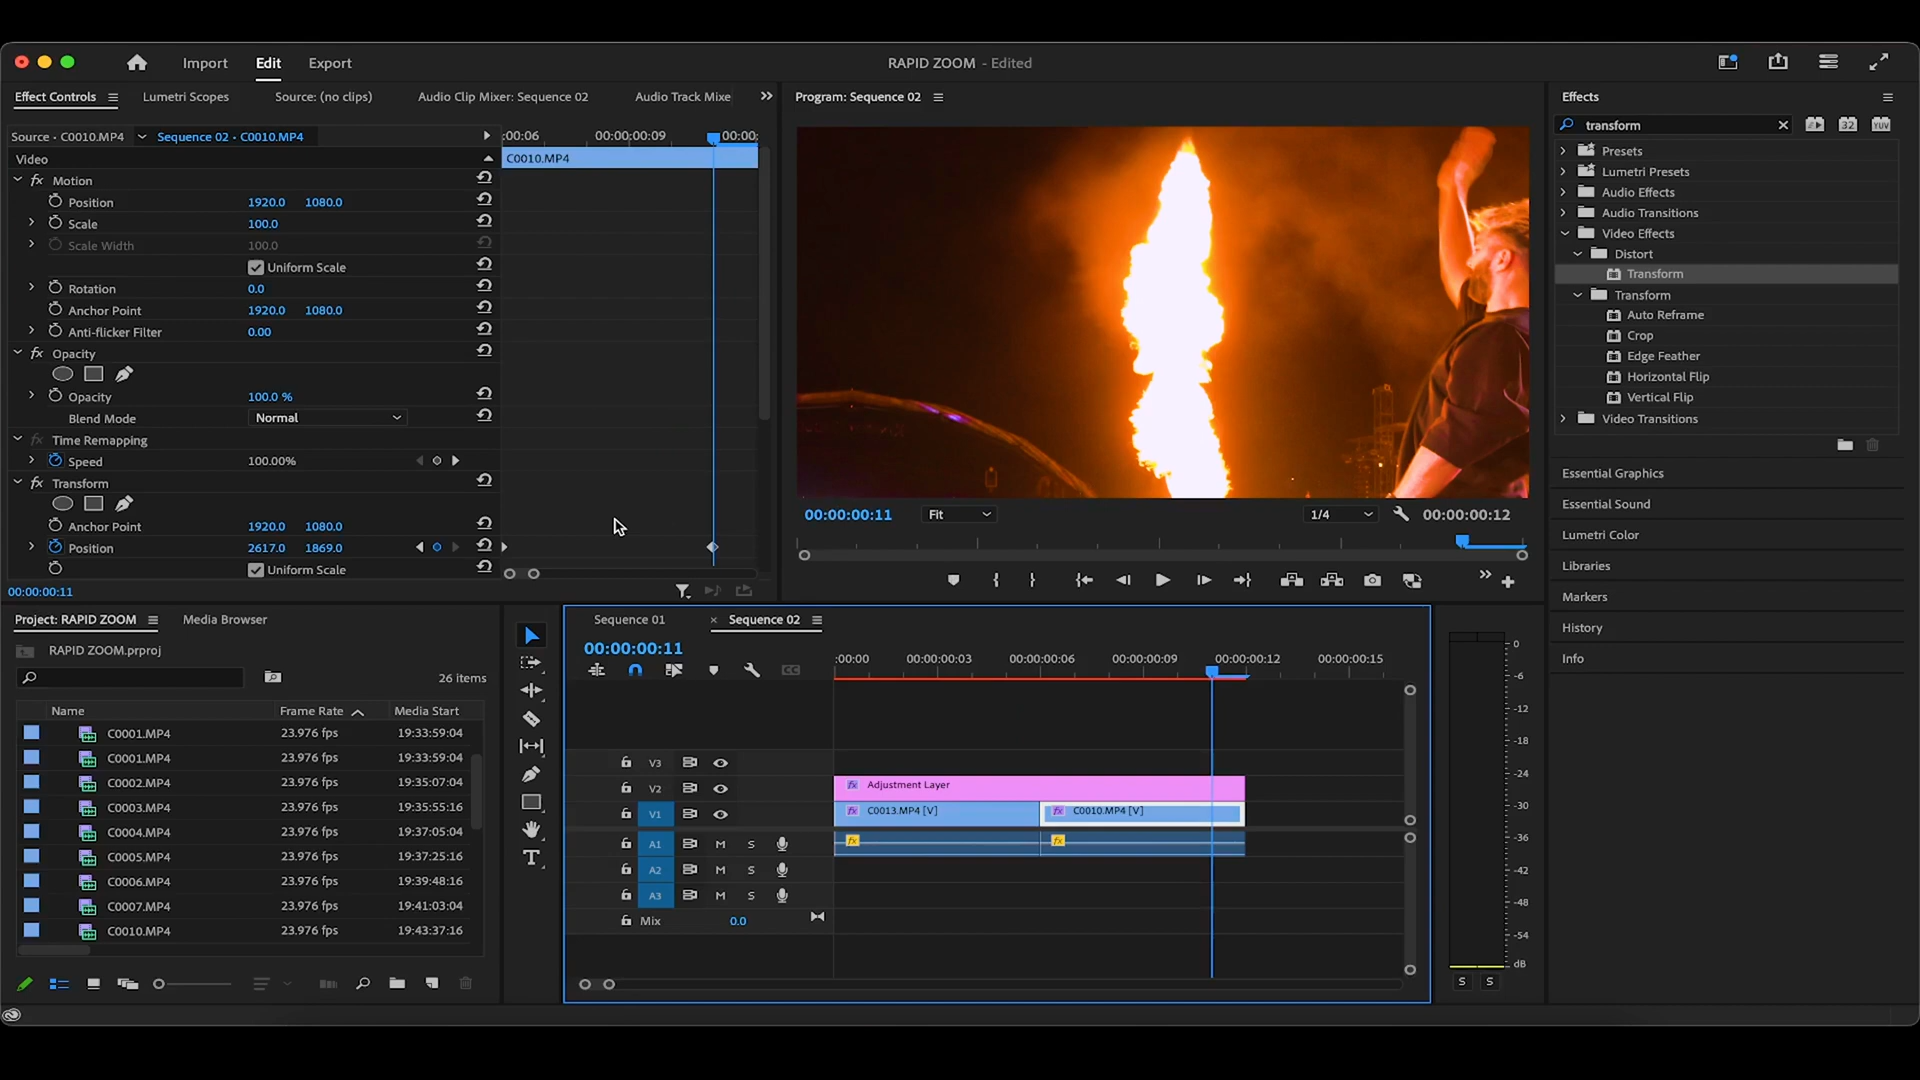 Import Edit Export RAPID ZOOM - Edited
Effect Controls Lumetri Scopes Source: (no clips) Audio Clip Mixer: Sequence 02 Audio Track Mixe
Source - C0010.MP4 Sequence 02 - C0010.MP4
:00:06 00:00:00:09 00:00:
Video
C0010.MP4
Motion
Position 1920.0 1080.0
Scale 100.0
Scale Width 100.0
Uniform Scale
Rotation 0.0
Anchor Point 1920.0 1080.0
Anti-flicker Filter 0.00
Opacity
Opacity 100.0 %
Blend Mode Normal
Time Remapping
Speed 100.00%
Transform
Anchor Point 1920.0 1080.0
Position 2617.0 1869.0
Uniform Scale
00:00:00:11
Program: Sequence 02
00:00:00:11 Fit 1/4 00:00:00:12
Effects
transform
32 YUV
Presets
Lumetri Presets
Audio Effects
Audio Transitions
Video Effects
Distort
Transform
Transform
Auto Reframe
Crop
Edge Feather
Horizontal Flip
Vertical Flip
Video Transitions
Essential Graphics
Essential Sound
Lumetri Color
Libraries
Markers
History
Info
Project: RAPID ZOOM Media Browser
RAPID ZOOM.prproj
26 items
Name Frame Rate Media Start
C0001.MP4 23.976 fps 19:33:59:04
C0001.MP4 23.976 fps 19:33:59:04
C0002.MP4 23.976 fps 19:35:07:04
C0003.MP4 23.976 fps 19:35:55:16
C0004.MP4 23.976 fps 19:37:05:04
C0005.MP4 23.976 fps 19:37:25:16
C0006.MP4 23.976 fps 19:39:48:16
C0007.MP4 23.976 fps 19:41:03:04
C0010.MP4 23.976 fps 19:43:37:16
Sequence 01 × Sequence 02
00:00:00:11
:00:00 00:00:00:03 00:00:00:06 00:00:00:09 00:00:00:12 00:00:00:15
CC
V3
V2 fx Adjustment Layer
V1 fx C0013.MP4 [V] fx C0010.MP4 [V]
A1 M S fx fx
A2 M S
A3 M S
Mix 0.0
0
-6
-12
-18
-24
-30
-36
-42
-48
-54
dB
S S